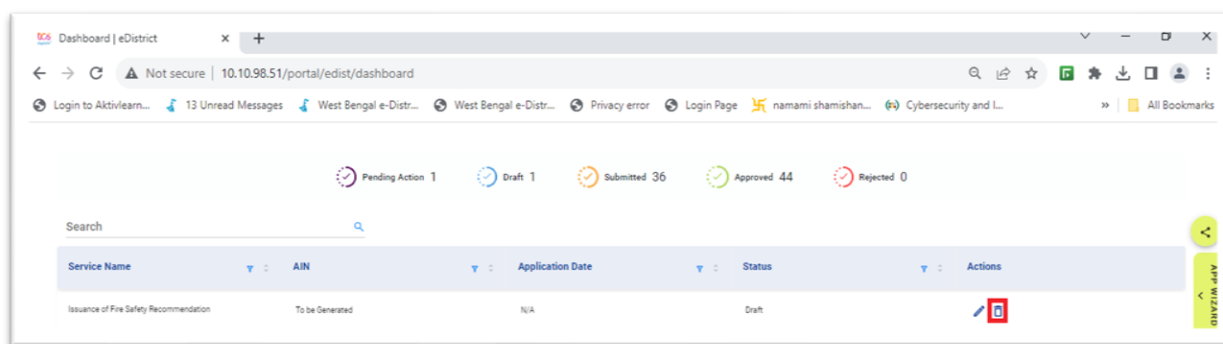 Dashboard | eDistrict
Not secure | 10.10.98.51/portal/edist/dashboard
Login to Aktivlearn... 13 Unread Messages West Bengal e-Distr... West Bengal e-Distr... Privacy error Login Page namami shamishan... Cybersecurity and I... » All Bookmarks
Pending Action 1 Draft 1 Submitted 36 Approved 44 Rejected 0
Search
Service Name AIN Application Date Status Actions
Issuance of Fire Safety Recommendation To be Generated N/A Draft
APP WIZARD